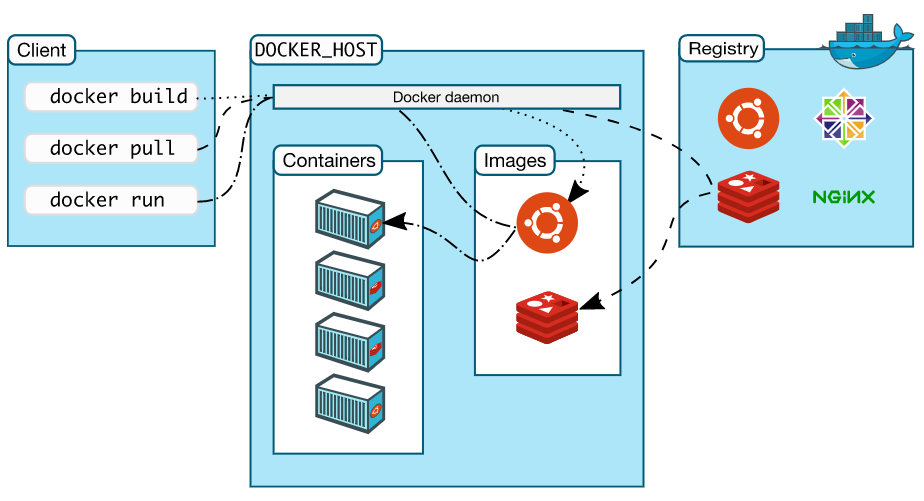 Client
docker build
docker pull
docker run
DOCKER_HOST
Docker daemon
Containers
Images
Registry
NGiNX